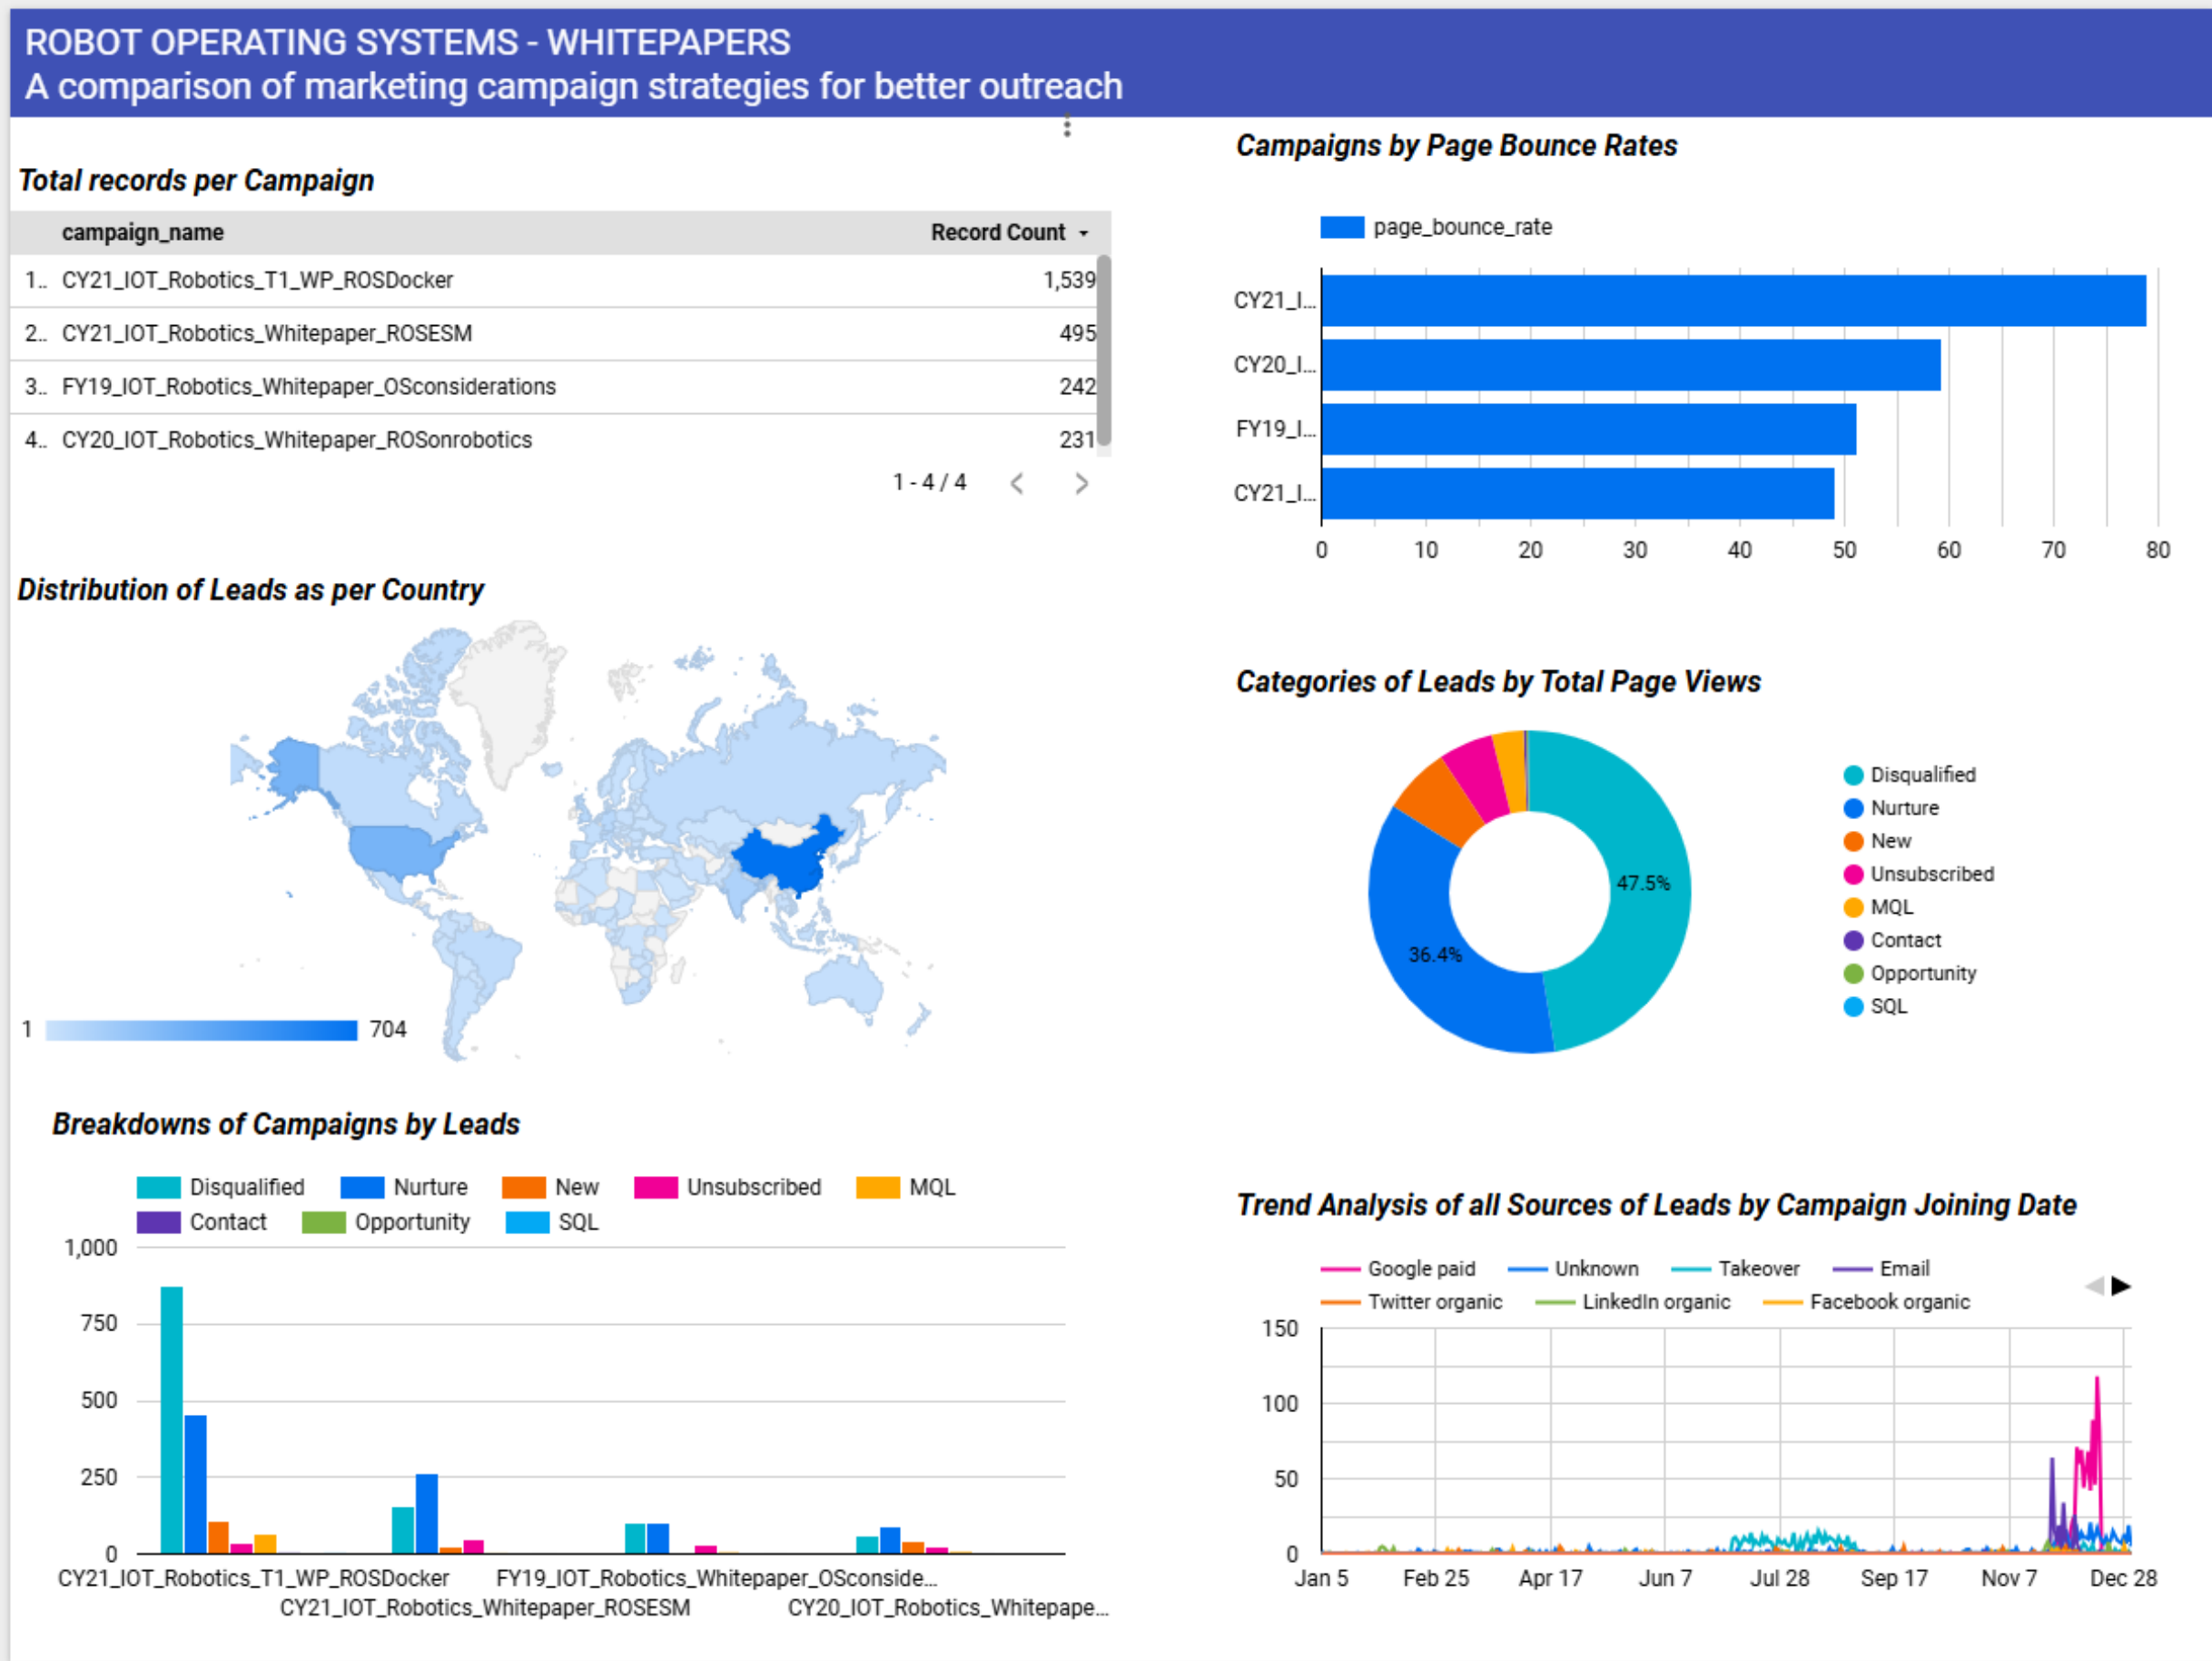 ROBOT OPERATING SYSTEMS - WHITEPAPERS
A comparison of marketing campaign strategies for better outreach
Total records per Campaign
campaign_name Record Count
1.. CY21_IOT_Robotics_T1_WP_ROSDocker 1,539
2.. CY21_IOT_Robotics_Whitepaper_ROSESM 495
3.. FY19_IOT_Robotics_Whitepaper_OSconsiderations 242
4.. CY20_IOT_Robotics_Whitepaper_ROSonrobotics 231
1 - 4 / 4
Campaigns by Page Bounce Rates
page_bounce_rate
CY21_I...
CY20_I...
FY19_I...
CY21_I...
0 10 20 30 40 50 60 70 80
Distribution of Leads as per Country
1 704
Categories of Leads by Total Page Views
47.5%
36.4%
Disqualified
Nurture
New
Unsubscribed
MQL
Contact
Opportunity
SQL
Breakdowns of Campaigns by Leads
Disqualified Nurture New Unsubscribed MQL
Contact Opportunity SQL
1,000
750
500
250
0
CY21_IOT_Robotics_T1_WP_ROSDocker FY19_IOT_Robotics_Whitepaper_OSconside...
CY21_IOT_Robotics_Whitepaper_ROSESM CY20_IOT_Robotics_Whitepape...
Trend Analysis of all Sources of Leads by Campaign Joining Date
Google paid Unknown Takeover Email
Twitter organic LinkedIn organic Facebook organic
150
100
50
0
Jan 5 Feb 25 Apr 17 Jun 7 Jul 28 Sep 17 Nov 7 Dec 28